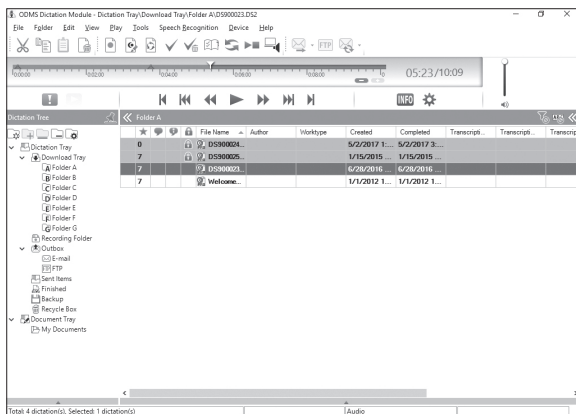 ODMS Dictation Module - Dictation Tray\Download Tray\Folder A\DS900023.DS2
File Folder Edit View Play Tools Speech Recognition Device Help
FTP
0:00:00 0:02:00 0:04:00 0:06:00 0:08:00 05:23/10:09
INFO
Dictation Tree Folder A
File Name Author Worktype Created Completed Transcripti... Transcripti... Transcrip
Dictation Tray
0 DS900024... 5/2/2017 1:... 5/2/2017 3:...
Download Tray
7 DS900025... 1/15/2015 ... 1/15/2015 ...
Folder A
7 DS900023... 6/28/2016 ... 6/28/2016 ...
Folder B
7 Welcome... 1/1/2012 1... 1/1/2012 1...
Folder C
Folder D
Folder E
Folder F
Folder G
Recording Folder
Outbox
E-mail
FTP
Sent Items
Finished
Backup
Recycle Box
Document Tray
My Documents
Total: 4 dictation(s), Selected: 1 dictation(s) Audio